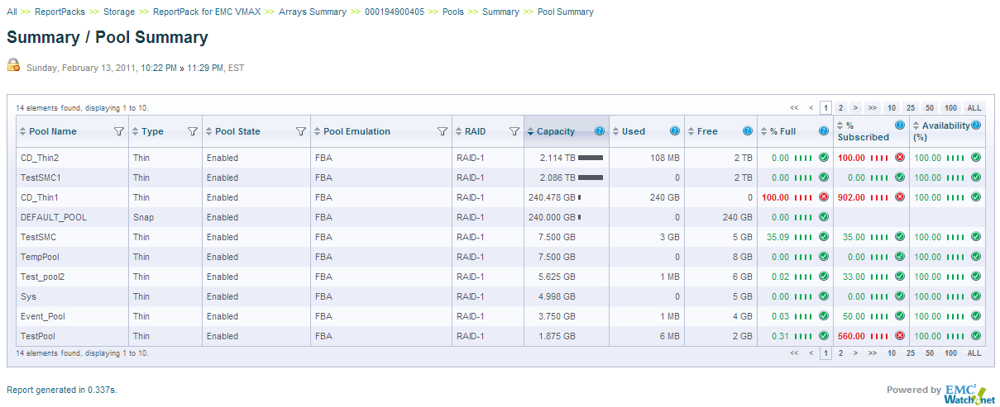 All >> ReportPacks >> Storage >> ReportPack for EMC VMAX >> Arrays Summary >> 000194900405 >> Pools >> Summary >> Pool Summary
Summary / Pool Summary
Sunday, February 13, 2011, 10:22 PM » 11:29 PM, EST
14 elements found, displaying 1 to 10. << < 1 2 > >> 10 25 50 100 ALL
Pool Name Type Pool State Pool Emulation RAID Capacity ? Used ? Free ? % Full ? % Subscribed ? Availability (%) ?
CD_Thin2 Thin Enabled FBA RAID-1 2.114 TB 108 MB 2 TB 0.00 100.00 100.00
TestSMC1 Thin Enabled FBA RAID-1 2.086 TB 0 2 TB 0.00 0.00 100.00
CD_Thin1 Thin Enabled FBA RAID-1 240.478 GB 240 GB 0 100.00 902.00 100.00
DEFAULT_POOL Snap Enabled FBA RAID-1 240.000 GB 0 240 GB 0.00
TestSMC Thin Enabled FBA RAID-1 7.500 GB 3 GB 5 GB 35.09 35.00 100.00
TempPool Thin Enabled FBA RAID-1 7.500 GB 0 8 GB 0.00 0.00 100.00
Test_pool2 Thin Enabled FBA RAID-1 5.625 GB 1 MB 6 GB 0.02 33.00 100.00
Sys Thin Enabled FBA RAID-1 4.998 GB 0 5 GB 0.00 0.00 100.00
Event_Pool Thin Enabled FBA RAID-1 3.750 GB 1 MB 4 GB 0.03 50.00 100.00
TestPool Thin Enabled FBA RAID-1 1.875 GB 6 MB 2 GB 0.31 560.00 100.00
14 elements found, displaying 1 to 10. << < 1 2 > >> 10 25 50 100 ALL
Report generated in 0.337s.
Powered by EMC²
Watch4net